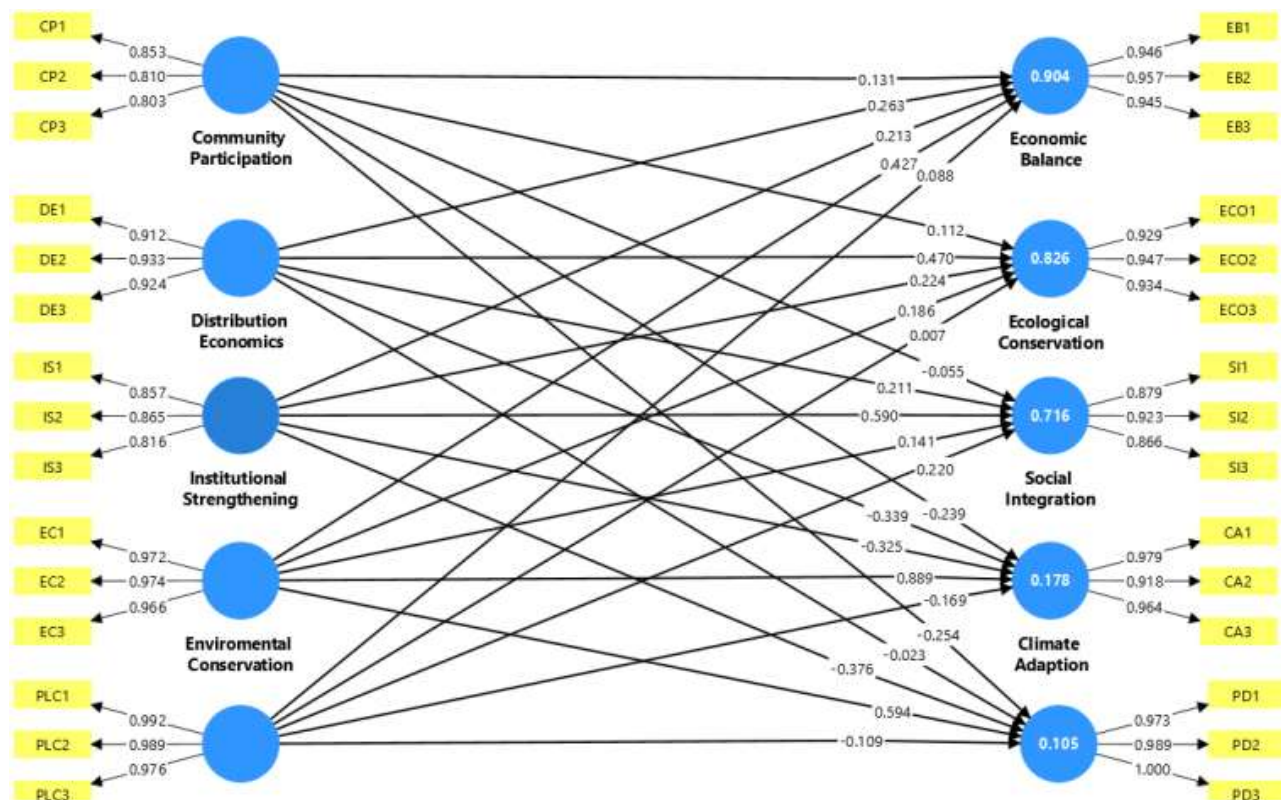 CP1
0.853
CP2
0.810
CP3
0.803
Community
Participation
DE1
0.912
DE2
0.933
DE3
0.924
Distribution
Economics
IS1
0.857
IS2
0.865
IS3
0.816
Institutional
Strengthening
EC1
0.972
EC2
0.974
EC3
0.966
Enviromental
Conservation
PLC1
0.992
PLC2
0.989
PLC3
0.976
0.131
0.263
0.213
0.427
0.088
0.112
0.470
0.224
0.186
0.007
-0.055
0.211
0.590
0.141
0.220
-0.239
-0.339
-0.325
0.889
-0.169
-0.254
-0.023
-0.376
0.594
-0.109
0.904
Economic
Balance
EB1
0.946
EB2
0.957
EB3
0.945
0.826
Ecological
Conservation
ECO1
0.929
ECO2
0.947
ECO3
0.934
0.716
Social
Integration
SI1
0.879
SI2
0.923
SI3
0.866
0.178
Climate
Adaption
CA1
0.979
CA2
0.918
CA3
0.964
0.105
PD1
0.973
PD2
0.989
PD3
1.000